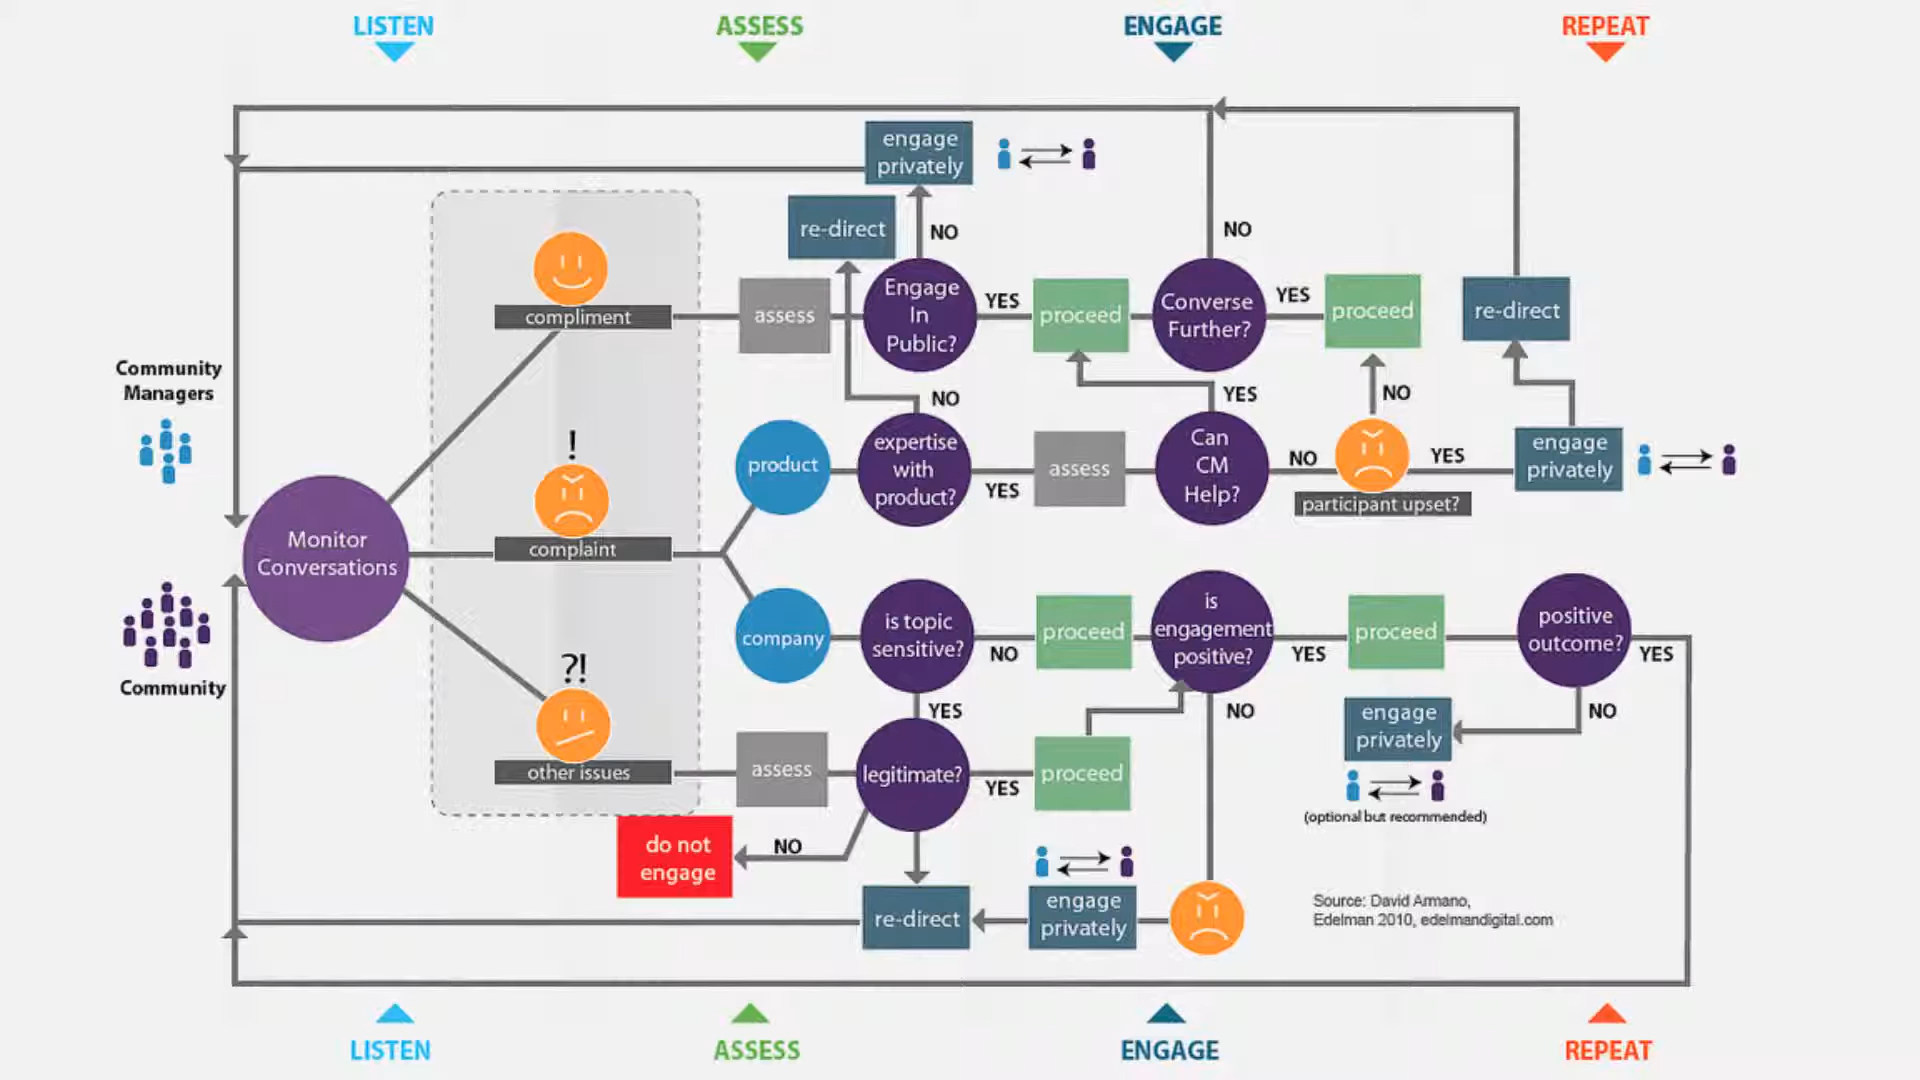 LISTEN
ASSESS
ENGAGE
REPEAT
engage
privately
re-direct
NO
NO
compliment
assess
Engage
In
Public?
YES
proceed
Converse
Further?
YES
proceed
re-direct
Community
Managers
NO
YES
NO
!
product
expertise
with
product?
YES
assess
Can
CM
Help?
NO
YES
participant upset?
engage
privately
Monitor
Conversations
complaint
company
is topic
sensitive?
NO
proceed
is
engagement
positive?
YES
proceed
positive
outcome?
YES
Community
?!
YES
NO
NO
engage
privately
(optional but recommended)
other issues
assess
legitimate?
YES
proceed
do not
engage
NO
re-direct
engage
privately
Source: David Armano,
Edelman 2010, edelmandigital.com
LISTEN
ASSESS
ENGAGE
REPEAT